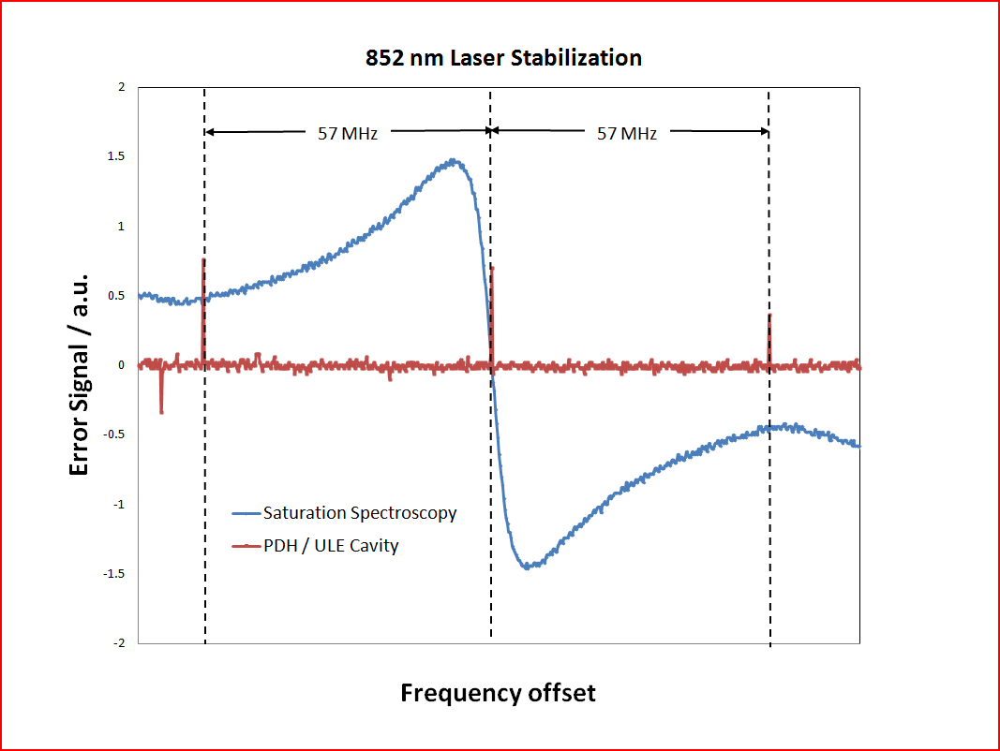 852 nm Laser Stabilization
2
57 MHz
57 MHz
1.5
1
0.5
0
-0.5
-1
-1.5
-2
Error Signal / a.u.
Saturation Spectroscopy
PDH / ULE Cavity
Frequency offset